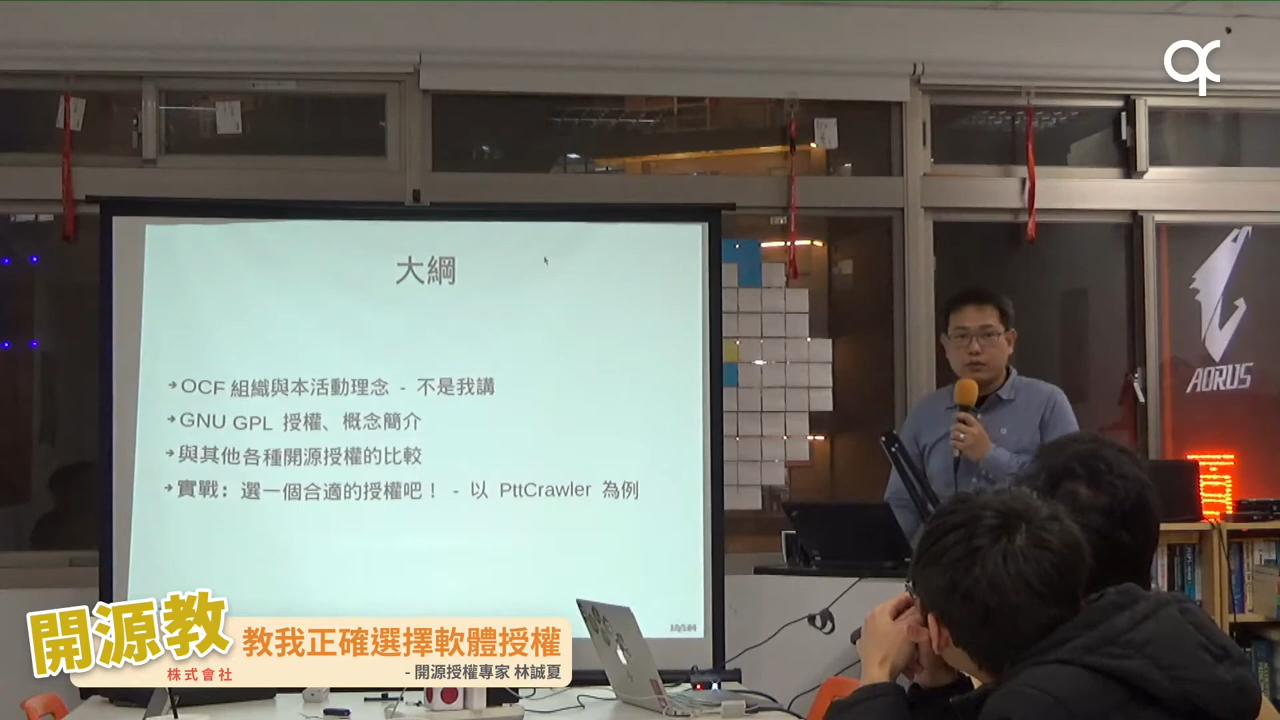 大綱
OCF 組織與本活動理念 - 不是我講
GNU GPL 授權、概念簡介
與其他各種開源授權的比較
實戰: 選一個合適的授權吧! - 以 PttCrawler 為例
AORUS
開源教
株式會社
教我正確選擇軟體授權
- 開源授權專家 林誠夏